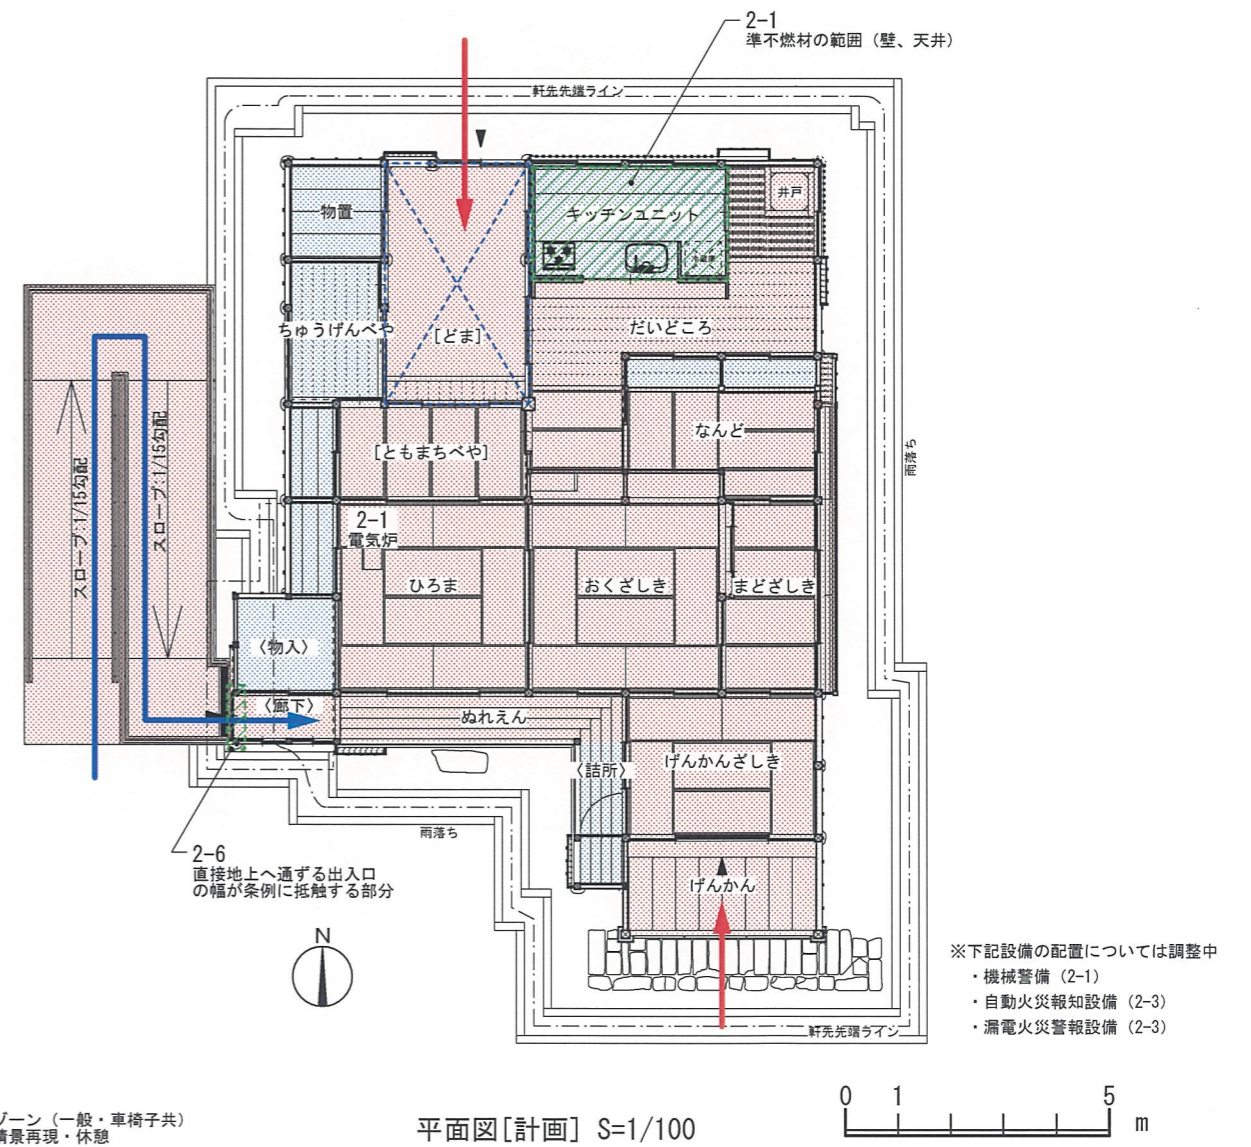 2-1
準不燃材の範囲（壁、天井）
軒先先端ライン
物置
キッチンユニット
井戸
冷蔵庫
ちゅうげんべや
[どま]
だいどころ
なんど
[ともまちべや]
雨落ち
スロープ:1/15勾配
スロープ:1/15勾配
2-1
電気炉
ひろま
おくざしき
まどざしき
〈物入〉
〈廊下〉
ぬれえん
〈詰所〉
げんかんざしき
雨落ち
2-6
直接地上へ通ずる出入口
の幅が条例に抵触する部分
げんかん
N
※下記設備の配置については調整中
・機械警備（2-1）
・自動火災報知設備（2-3）
・漏電火災警報設備（2-3）
軒先先端ライン
ゾーン（一般・車椅子共）
情景再現・休憩
平面図[計画] S=1/100
0 1 5 m